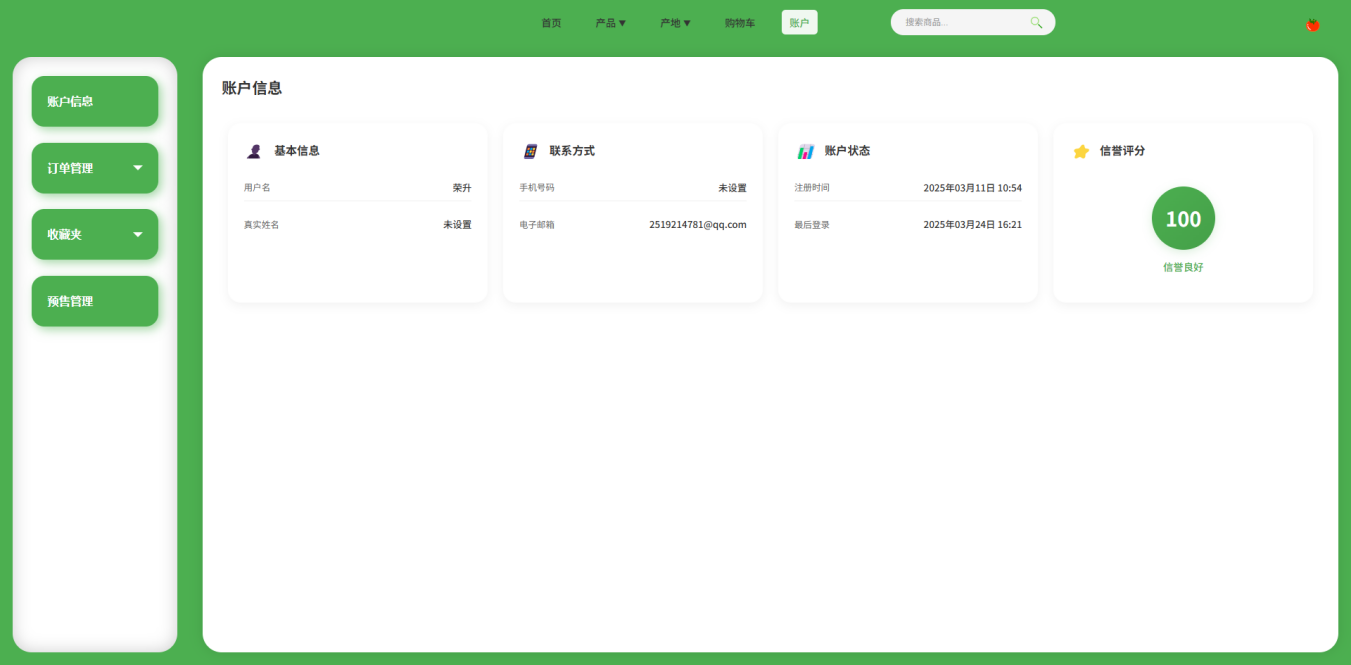 首页
产品▼
产地▼
购物车
账户
搜索商品...
账户信息
订单管理
收藏夹
预售管理
账户信息
基本信息
用户名 荣升
真实姓名 未设置
联系方式
手机号码 未设置
电子邮箱 2519214781@qq.com
账户状态
注册时间 2025年03月11日 10:54
最后登录 2025年03月24日 16:21
信誉评分
100
信誉良好